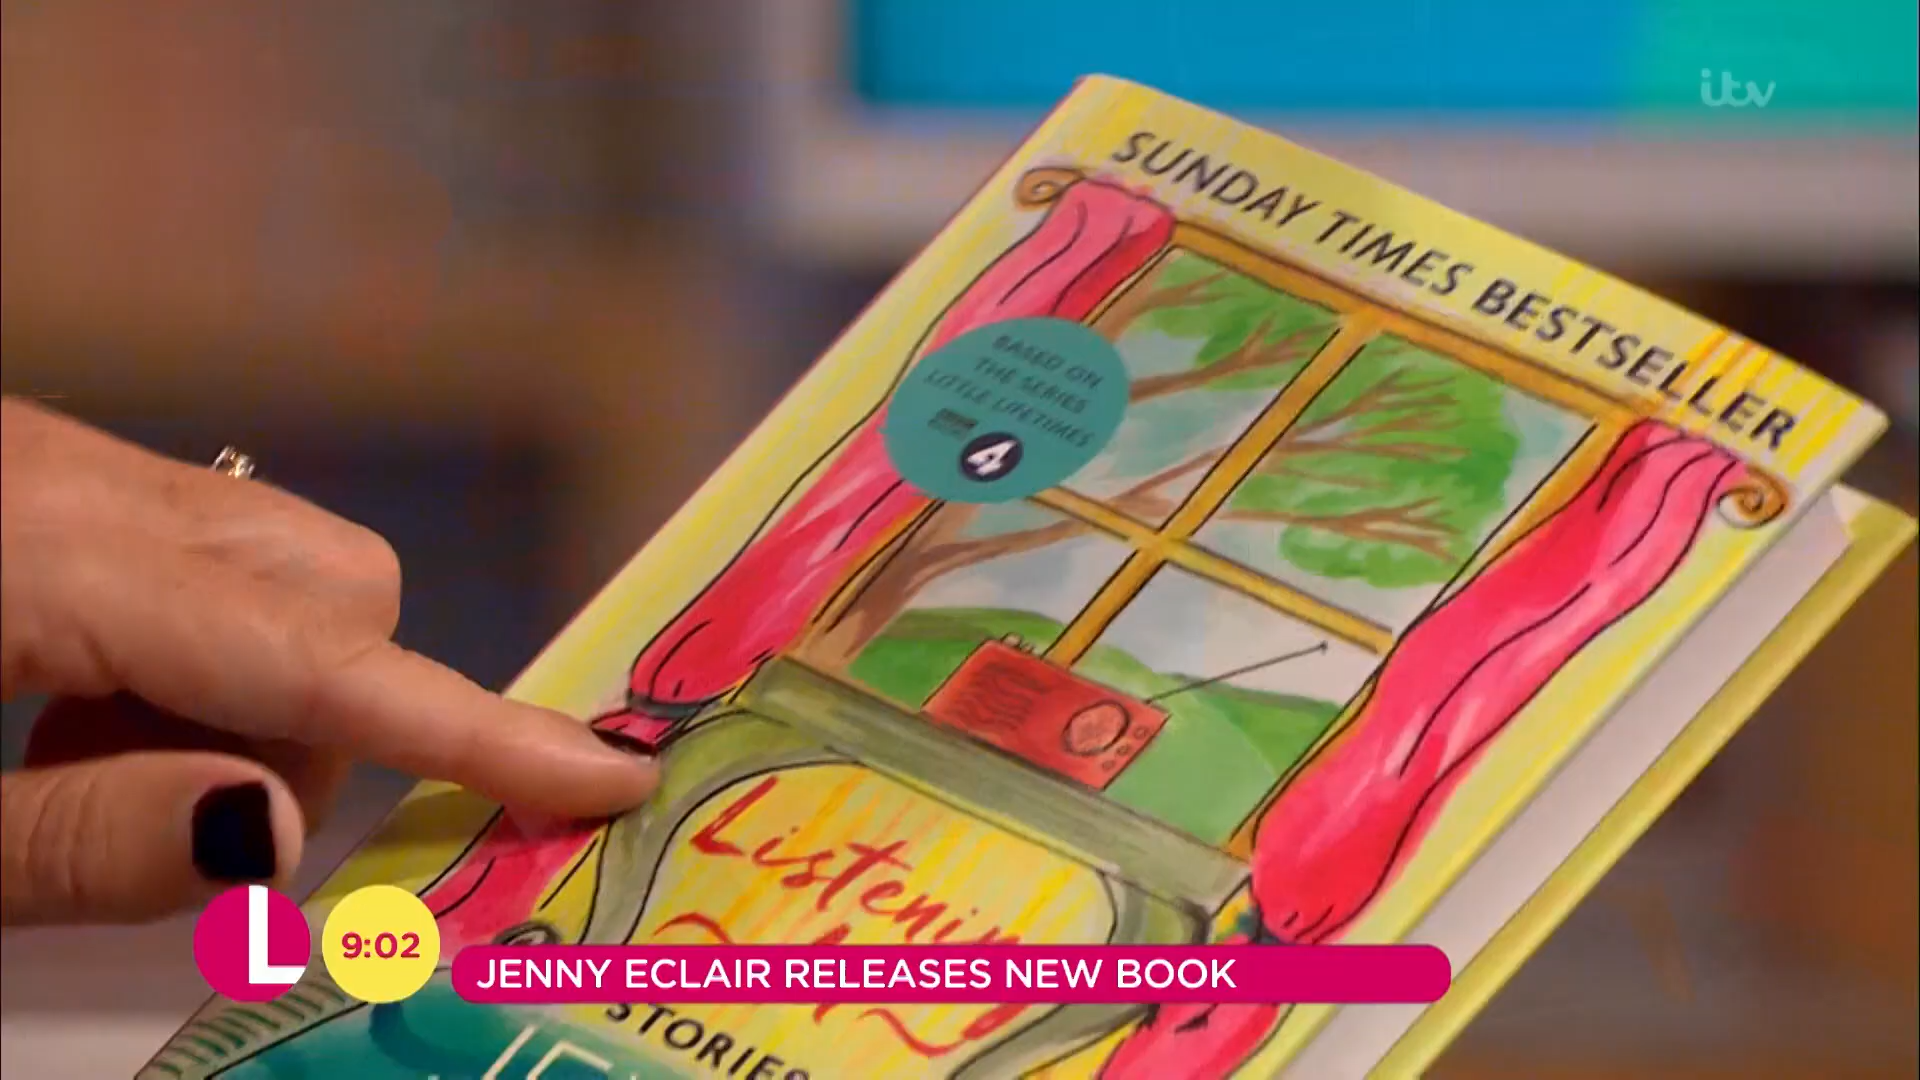 itv
SUNDAY TIMES BESTSELLER
BASED ON
THE SERIES
LITTLE LIFETIMES
4
Listening
L
9:02
JENNY ECLAIR RELEASES NEW BOOK
STORIES